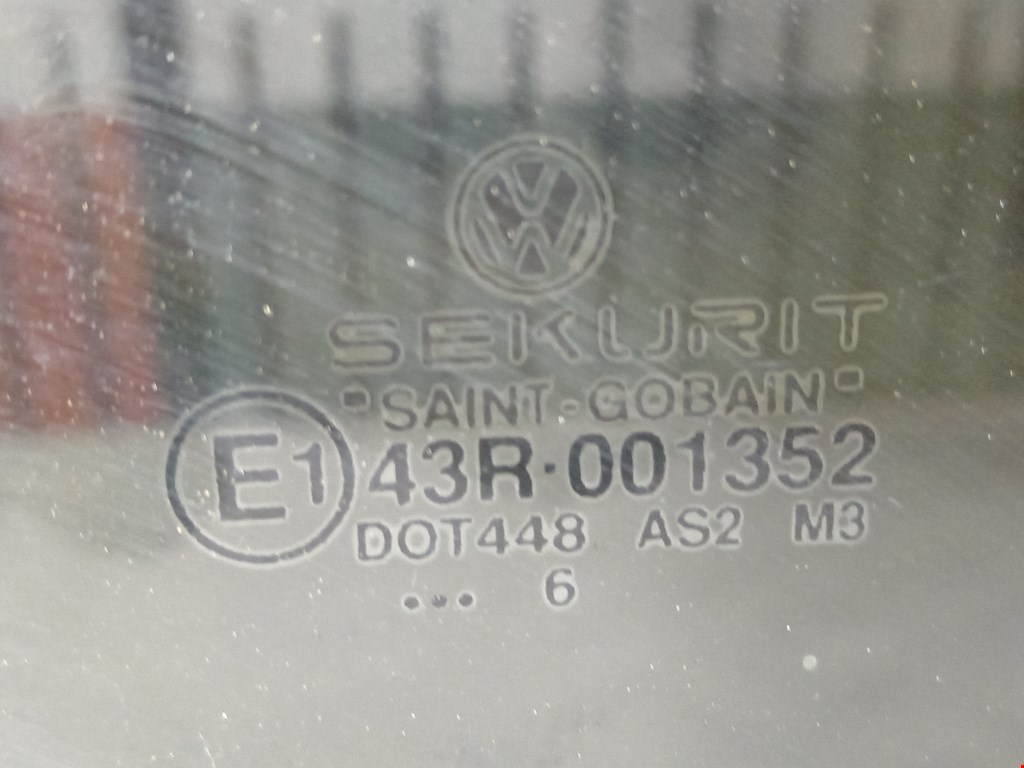 SEKURIT
SAINT-GOBAIN
E1 43R-001352
DOT448 AS2 M3
... 6